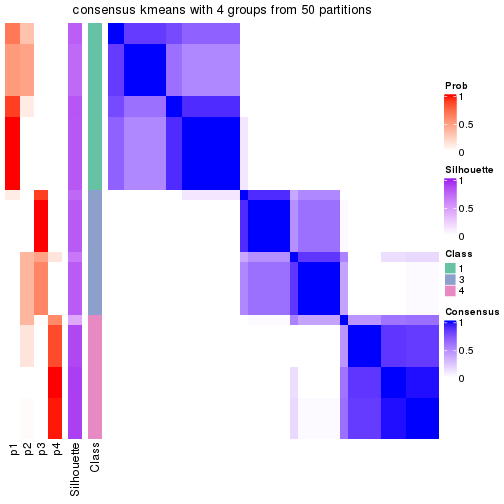 consensus kmeans with 4 groups from 50 partitions
Prob
1
0.5
0
Silhouette
1
0.5
0
Class
1
3
4
Consensus
1
0.5
0
p1
p2
p3
p4
Silhouette
Class